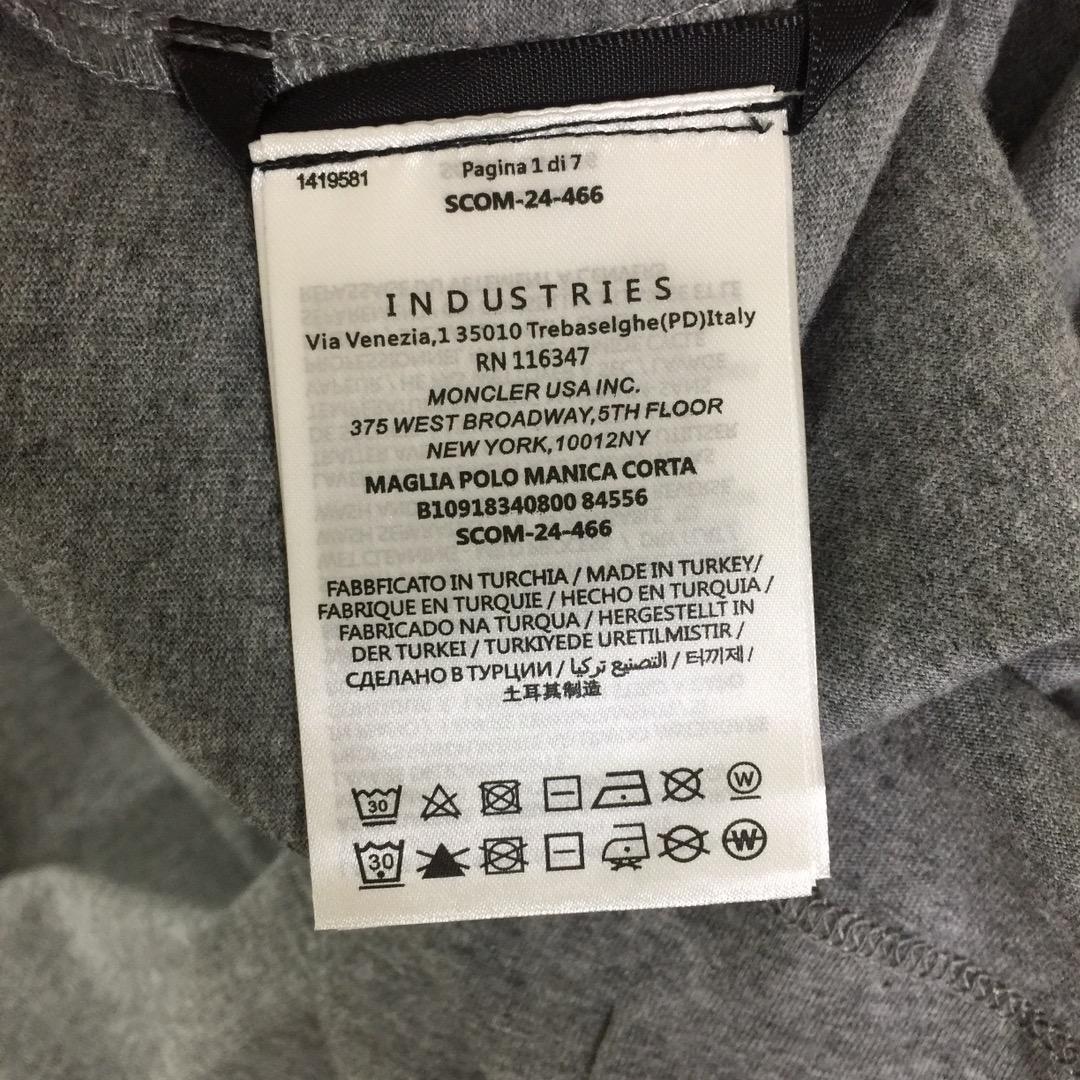 1419581
Pagina 1 di 7
SCOM-24-466
INDUSTRIES
Via Venezia,1 35010 Trebaselghe(PD)Italy
RN 116347
MONCLER USA INC.
375 WEST BROADWAY,5TH FLOOR
NEW YORK,10012NY
MAGLIA POLO MANICA CORTA
B10918340800 84556
SCOM-24-466
FABBFICATO IN TURCHIA / MADE IN TURKEY/
FABRIQUE EN TURQUIE / HECHO EN TURQUIA /
FABRICADO NA TURQUA / HERGESTELLT IN
DER TURKEI / TURKIYEDE URETILMISTIR /
СДЕЛАНО В ТУРЦИИ / التصنيع تركيا / 터키제 /
土耳其制造
30 W
30 W